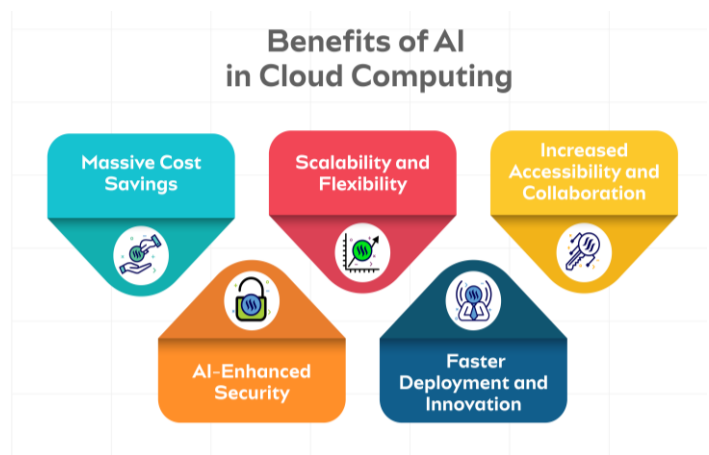 Benefits of AI
in Cloud Computing
Massive Cost
Savings
Scalability and
Flexibility
Increased
Accessibility and
Collaboration
AI-Enhanced
Security
Faster
Deployment and
Innovation